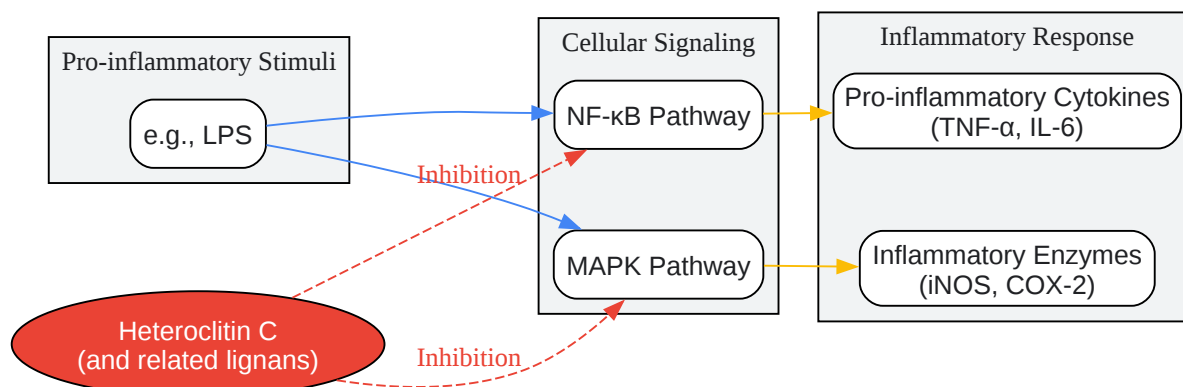 Pro-inflammatory Stimuli
e.g., LPS
Cellular Signaling
NF-κB Pathway
MAPK Pathway
Inflammatory Response
Pro-inflammatory Cytokines
(TNF-α, IL-6)
Inflammatory Enzymes
(iNOS, COX-2)
Inhibition
Heteroclitin C
(and related lignans)
Inhibition